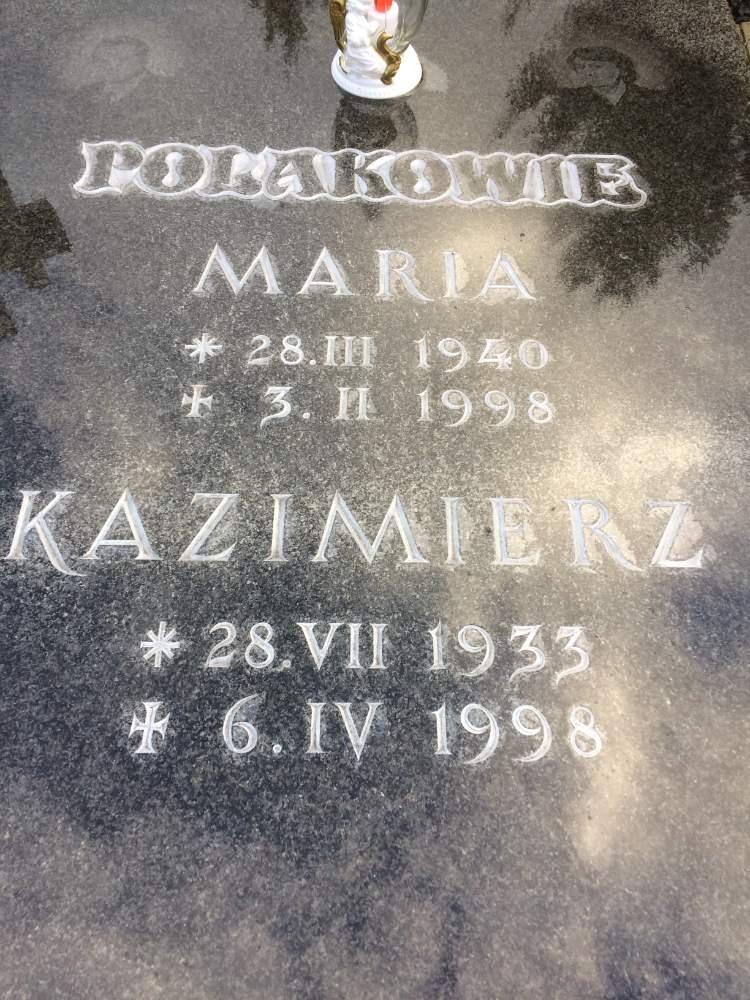 POLAKOWIE
MARIA
* 28.III 1940
✝ 3. II 1998
KAZIMIERZ
* 28.VII 1933
✝ 6.IV 1998